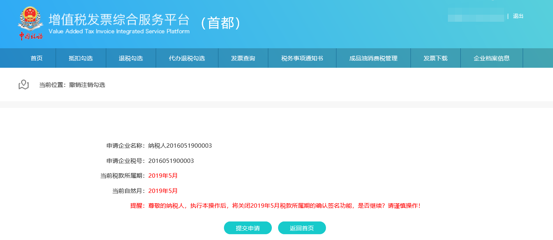 增值税发票综合服务平台 （首都）
Value Added Tax Invoice Integrated Service Platform
| 退出
首页 抵扣勾选 退税勾选 代办退税勾选 发票查询 税务事项通知书 成品油消费税管理 发票下载 企业档案信息
当前位置：撤销注销勾选
申请企业名称：纳税人2016051900003
申请企业税号：2016051900003
当前税款所属期：2019年5月
当前自然月：2019年5月
提醒：尊敬的纳税人，执行本操作后，将关闭2019年5月税款所属期的确认签名功能，是否继续？请谨慎操作！
提交申请 返回首页